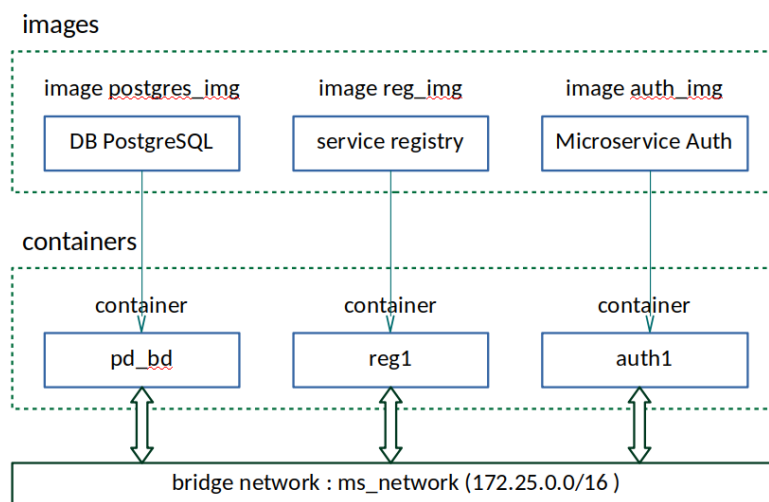 images
image postgres_img
image reg_img
image auth_img
DB PostgreSQL
service registry
Microservice Auth
containers
container
container
container
pd_bd
reg1
auth1
bridge network : ms_network (172.25.0.0/16 )